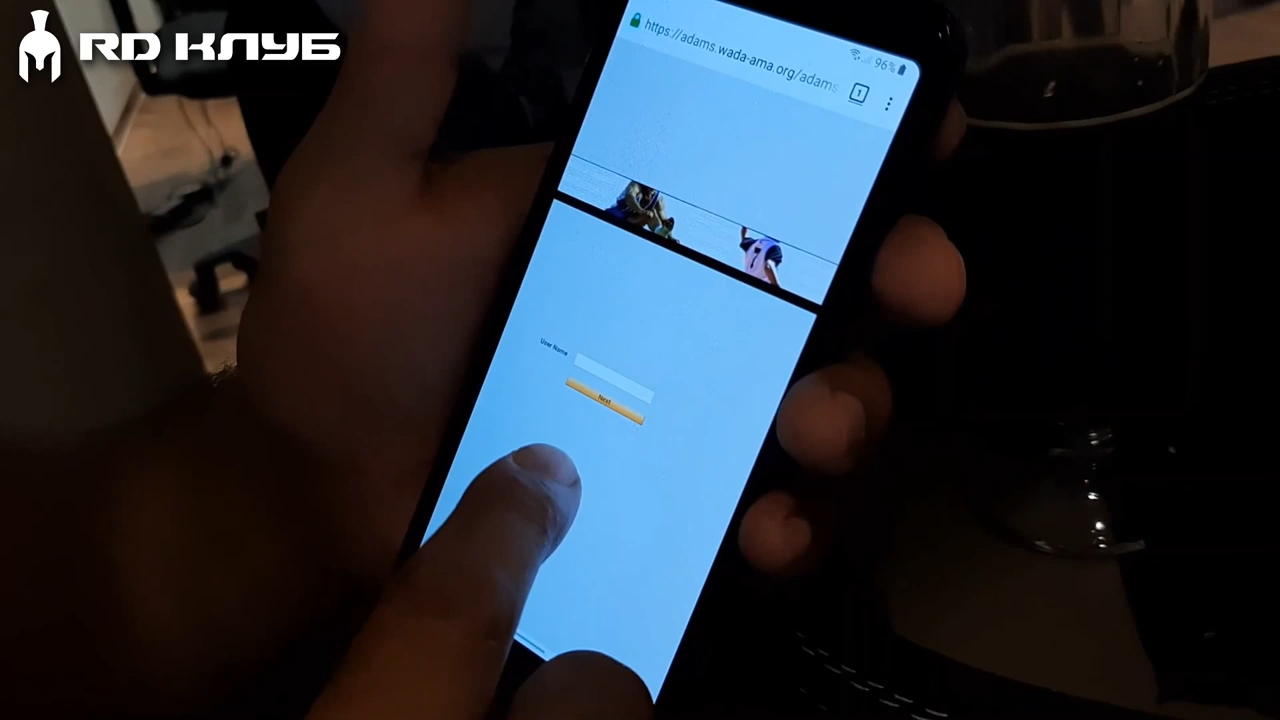 RD КЛУБ
https://adams.wada-ama.org/adams
96%
1
User Name
Next